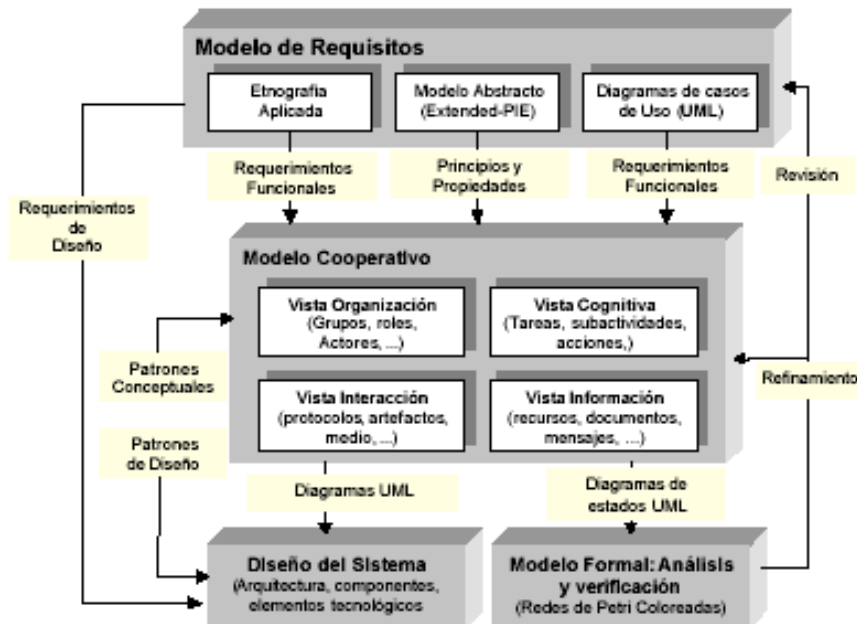 Modelo de Requisitos
Etnografía
Aplicada
Modelo Abstracto
(Extended-PIE)
Diagramas de casos
de Uso (UML)
Requerimientos
Funcionales
Principios y
Propiedades
Requerimientos
Funcionales
Revisión
Requerimientos
de
Diseño
Modelo Cooperativo
Vista Organización
(Grupos, roles,
Actores, ...)
Vista Cognitiva
(Tareas, subactividades,
acciones,)
Patrones
Conceptuales
Refinamiento
Vista Interacción
(protocolos, artefactos,
medio, ...)
Vista Información
(recursos, documentos,
mensajes, ...)
Patrones
de Diseño
Diagramas UML
Diagramas de
estados UML
Diseño del Sistema
(Arquitectura, componentes,
elementos tecnológicos
Modelo Formal: Análisis
y verificación
(Redes de Petri Coloreadas)